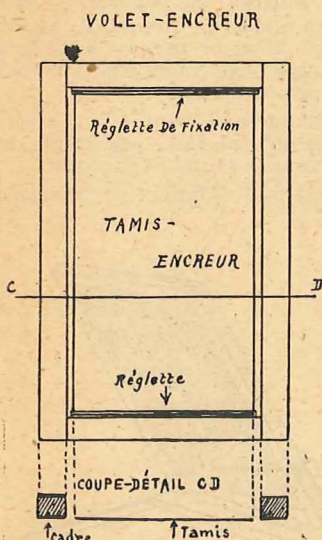 VOLET-ENCREUR
Réglette De Fixation
TAMIS-
ENCREUR
C D
Réglette
COUPE-DÉTAIL CD
Cadre Tamis